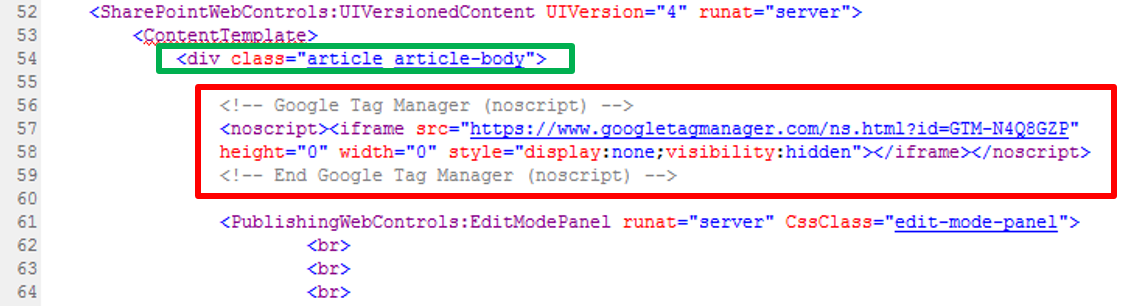 52 <SharePointWebControls:UIVersionedContent UIVersion="4" runat="server">
53 <ContentTemplate>
54 <div class="article article-body">
55
56 <!-- Google Tag Manager (noscript) -->
57 <noscript><iframe src="https://www.googletagmanager.com/ns.html?id=GTM-N4Q8GZP"
58 height="0" width="0" style="display:none;visibility:hidden"></iframe></noscript>
59 <!-- End Google Tag Manager (noscript) -->
60
61 <PublishingWebControls:EditModePanel runat="server" CssClass="edit-mode-panel">
62 <br>
63 <br>
64 <br>